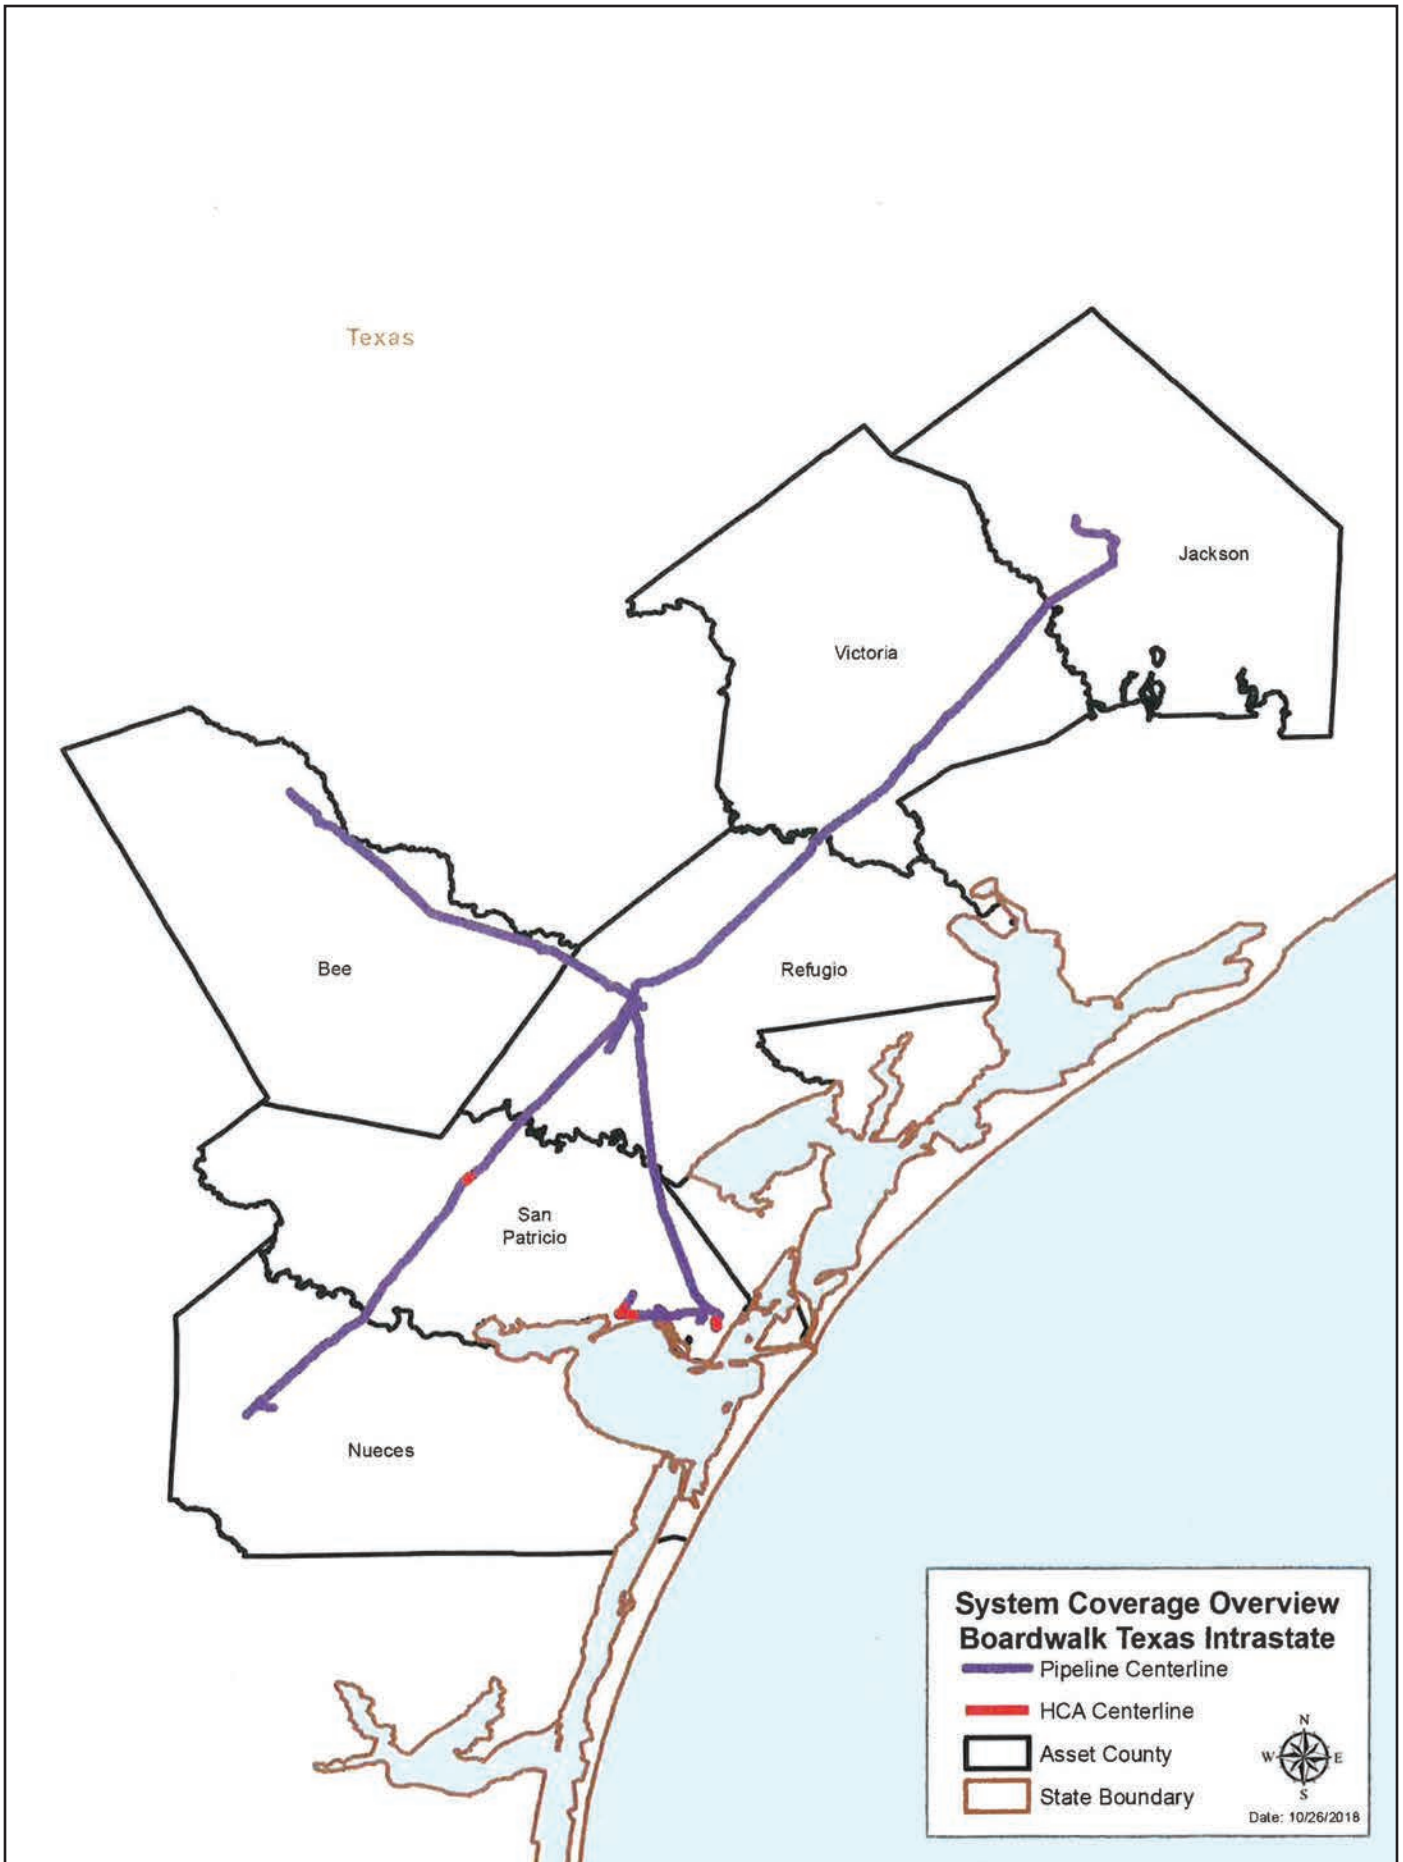 Texas
Jackson
Victoria
Bee
Refugio
San
Patricio
Nueces
System Coverage Overview
Boardwalk Texas Intrastate
Pipeline Centerline
HCA Centerline
Asset County
State Boundary
N
W
E
S
Date: 10/26/2018